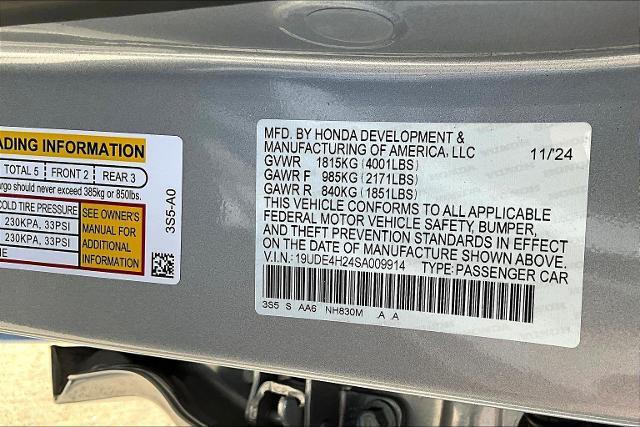 ADING INFORMATION
TOTAL 5 FRONT 2 REAR 3
argo should never exceed 385kg or 850lbs.
COLD TIRE PRESSURE
230KPA, 33PSI
230KPA, 33PSI
NE
SEE OWNER'S
MANUAL FOR
ADDITIONAL
INFORMATION
3S5-A0
MFD. BY HONDA DEVELOPMENT &
MANUFACTURING OF AMERICA, LLC 11/24
GVWR 1815KG (4001LBS)
GAWR F 985KG (2171LBS)
GAWR R 840KG (1851LBS)
THIS VEHICLE CONFORMS TO ALL APPLICABLE
FEDERAL MOTOR VEHICLE SAFETY, BUMPER,
AND THEFT PREVENTION STANDARDS IN EFFECT
ON THE DATE OF MANUFACTURE SHOWN ABOVE.
V.I.N.: 19UDE4H24SA009914 TYPE: PASSENGER CAR
3S5 S AA6 NH830M A A